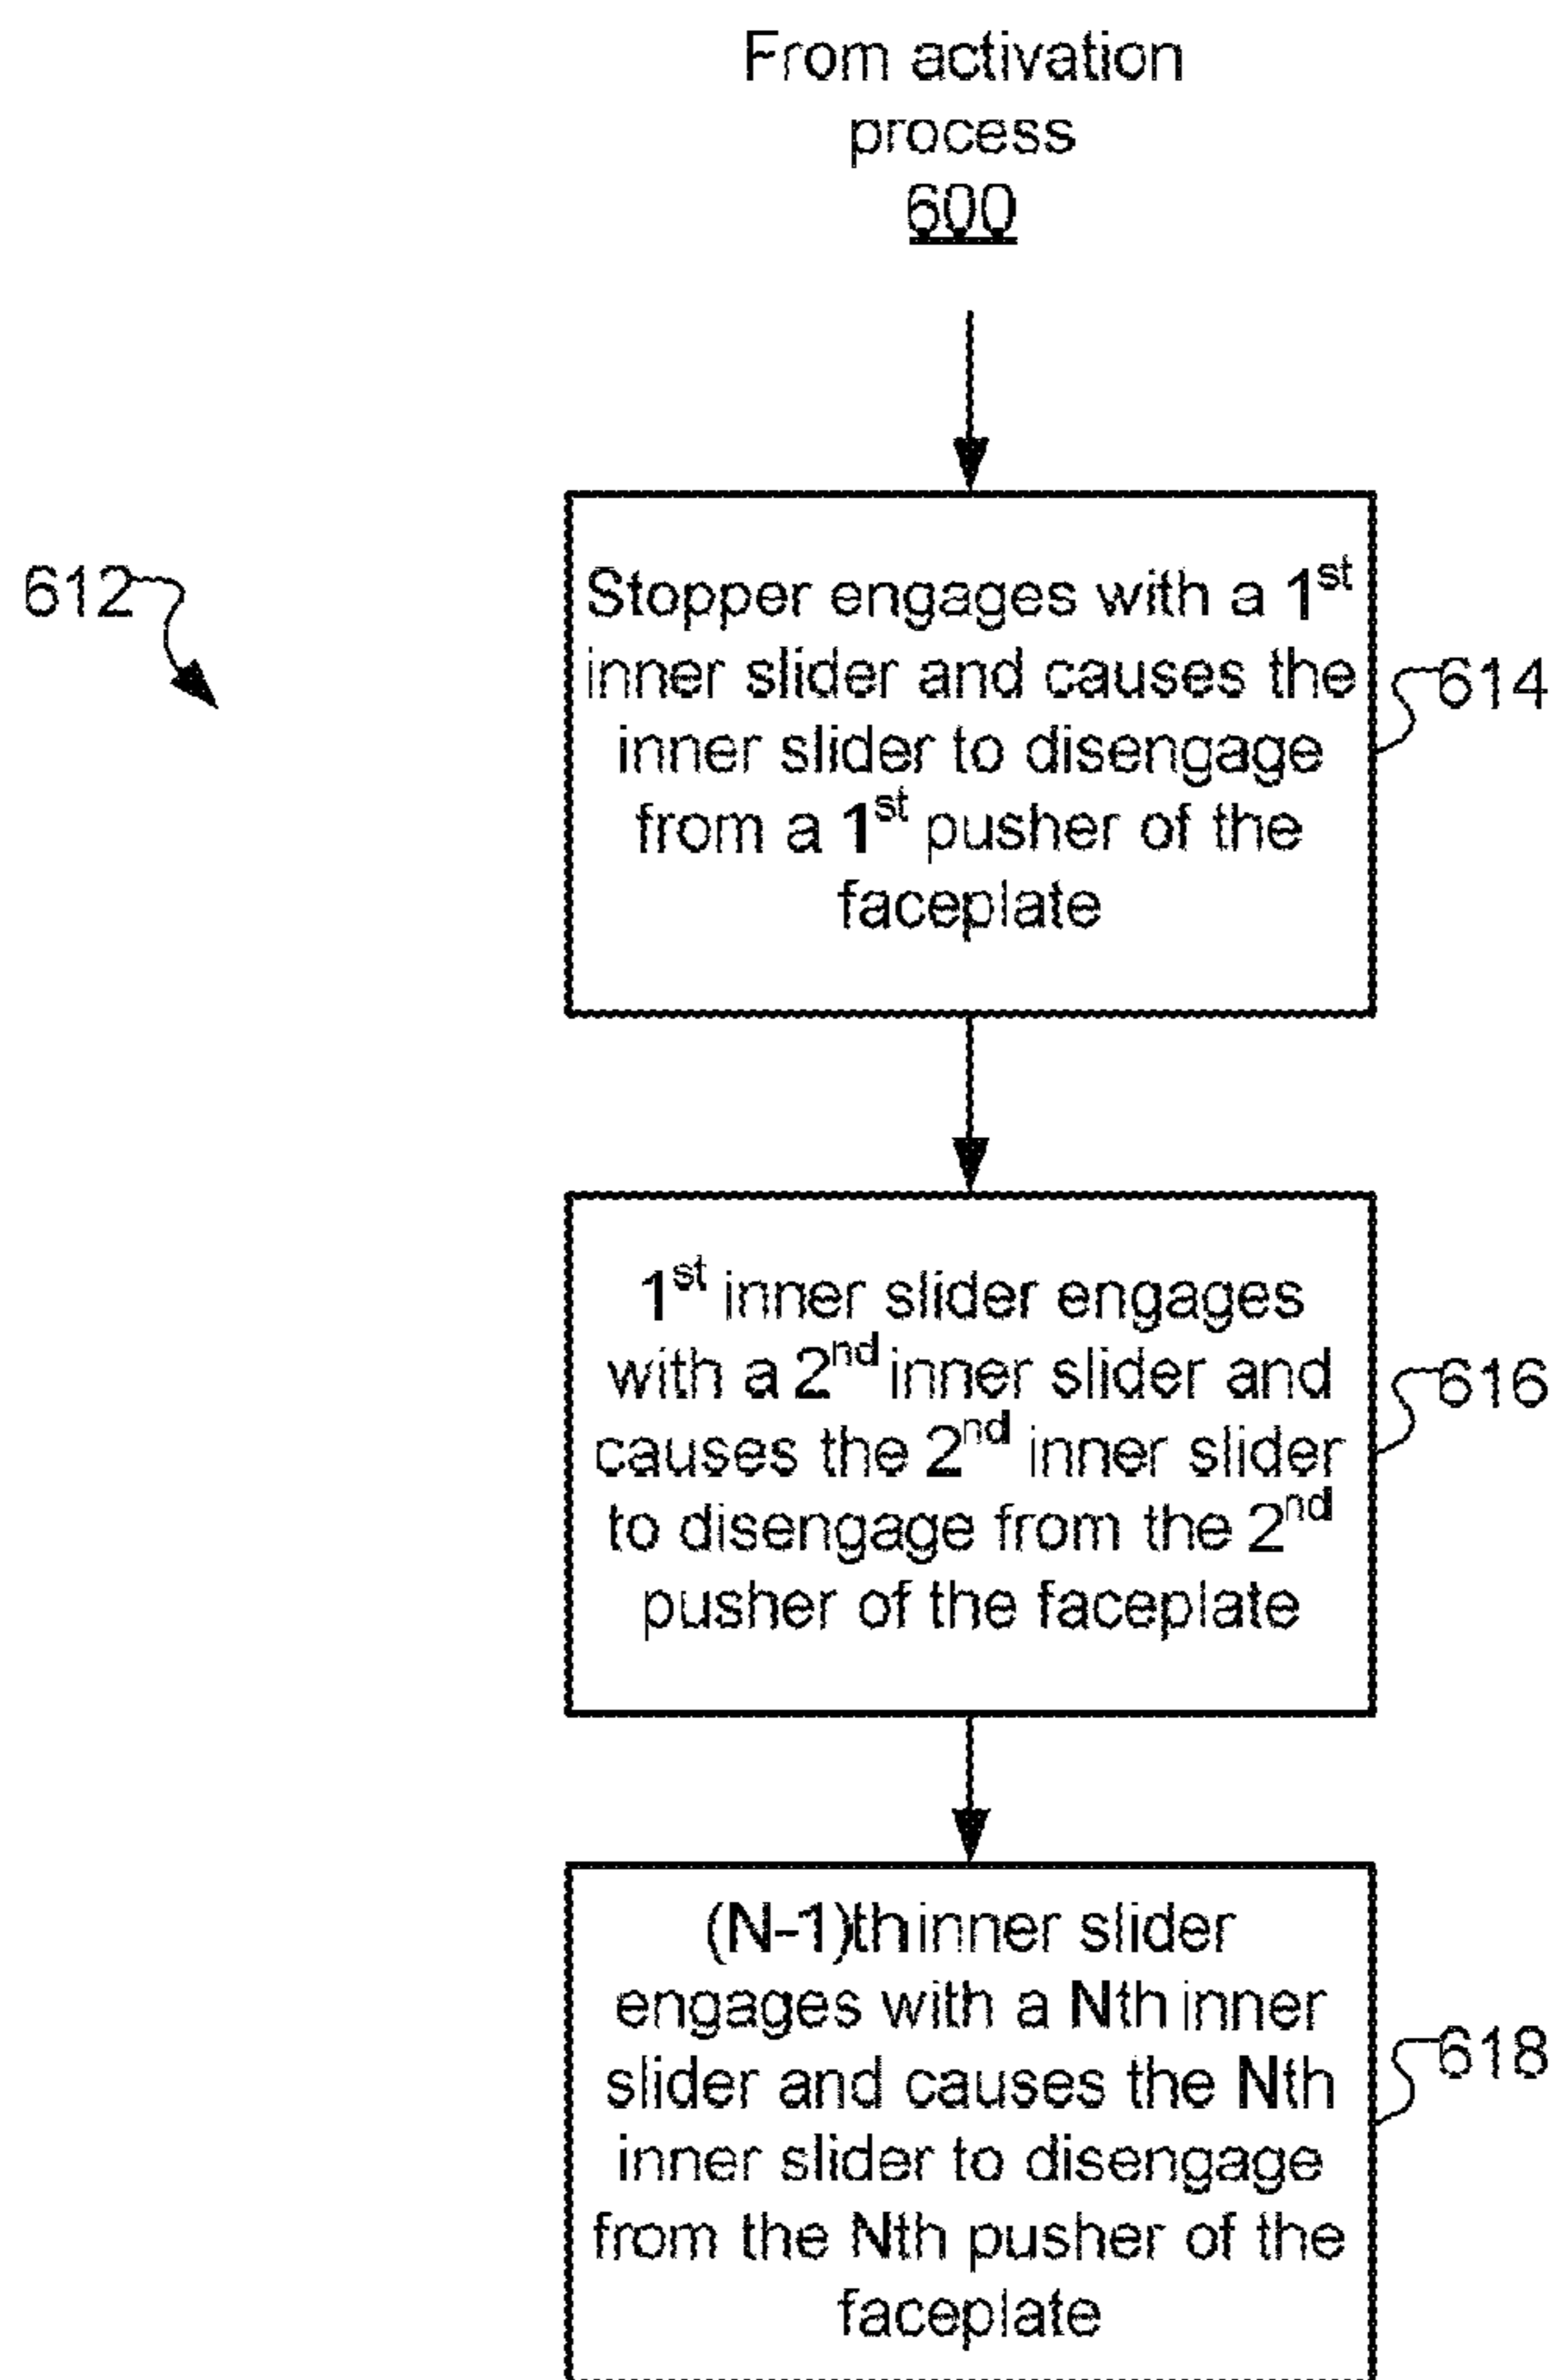 From activation
process
600
612
Stopper engages with a 1st
inner slider and causes the
inner slider to disengage
from a 1st pusher of the
faceplate
614
1st inner slider engages
with a 2nd inner slider and
causes the 2nd inner slider
to disengage from the 2nd
pusher of the faceplate
616
(N-1)th inner slider
engages with a Nth inner
slider and causes the Nth
inner slider to disengage
from the Nth pusher of the
faceplate
618